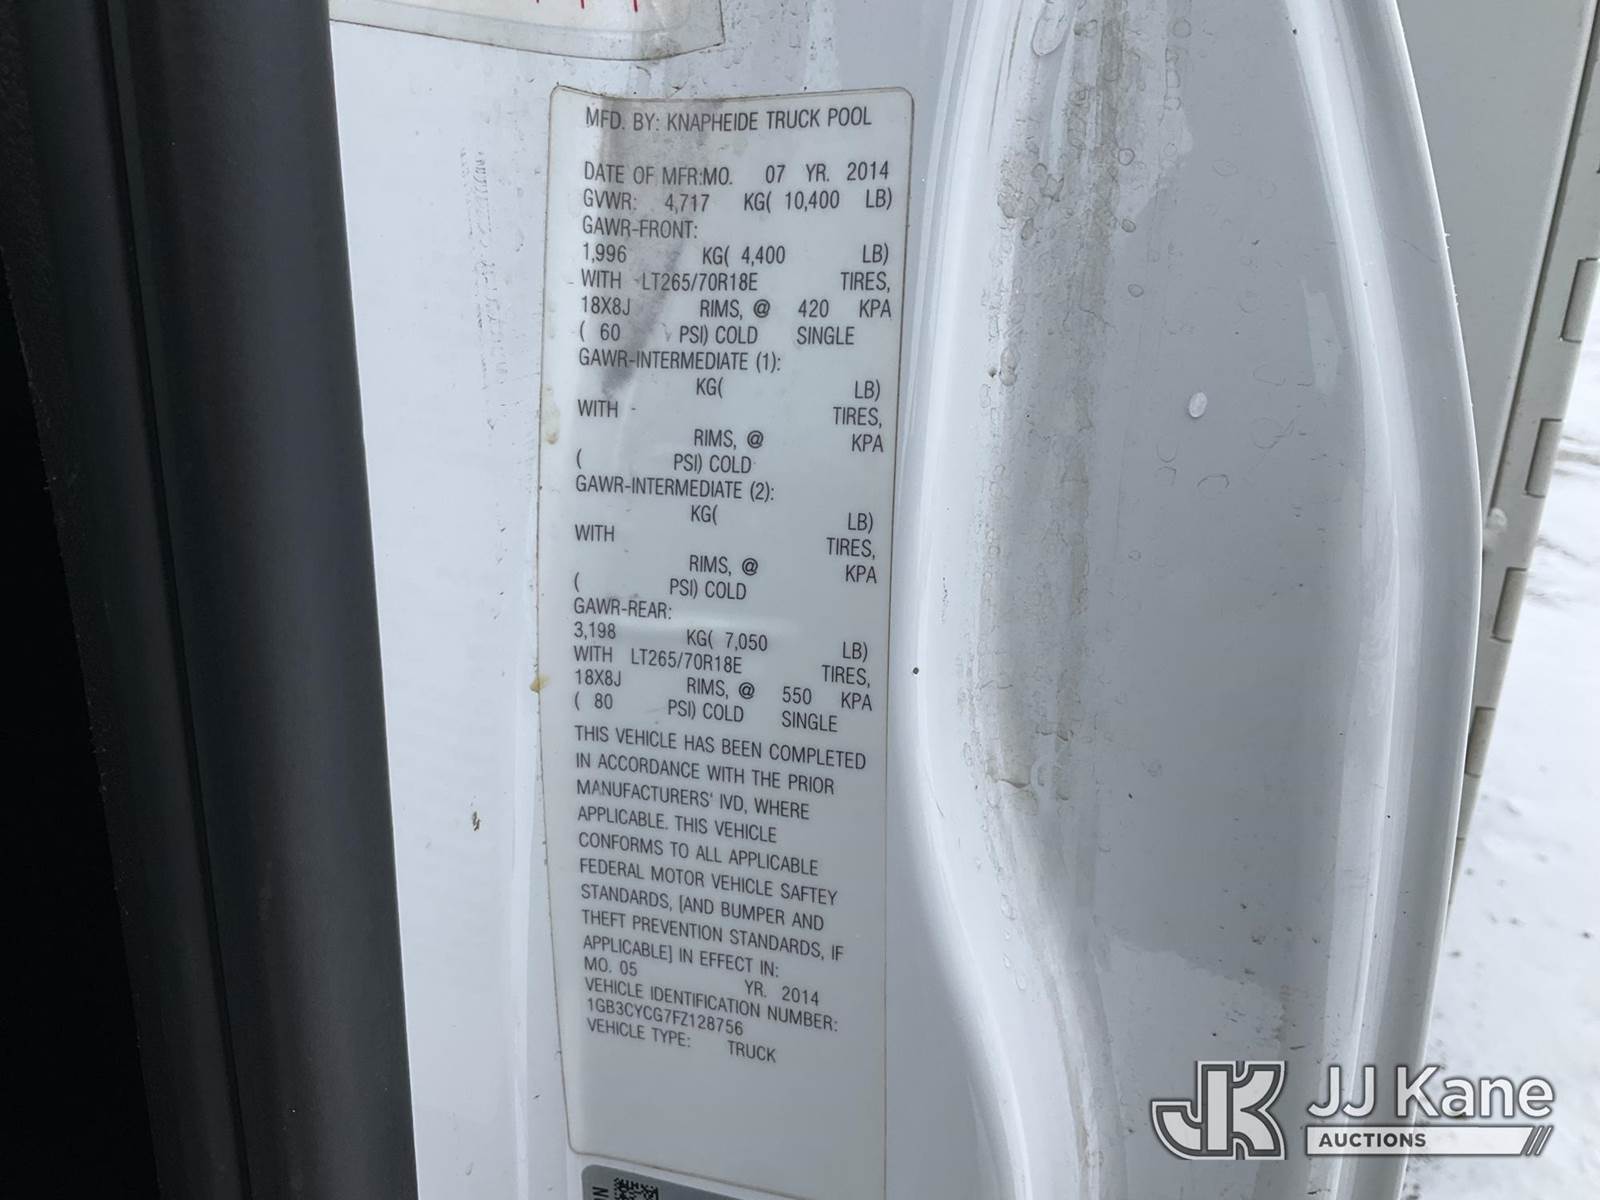 MFD. BY: KNAPHEIDE TRUCK POOL
DATE OF MFR:MO. 07 YR. 2014
GVWR: 4,717 KG( 10,400 LB)
GAWR-FRONT:
1,996 KG( 4,400 LB)
WITH LT265/70R18E TIRES,
18X8J RIMS, @ 420 KPA
( 60 PSI) COLD SINGLE
GAWR-INTERMEDIATE (1):
KG( LB)
WITH - TIRES,
RIMS, @ KPA
( PSI) COLD
GAWR-INTERMEDIATE (2):
KG( LB)
WITH TIRES,
RIMS, @ KPA
( PSI) COLD
GAWR-REAR:
3,198 KG( 7,050 LB)
WITH LT265/70R18E TIRES,
18X8J RIMS, @ 550 KPA
( 80 PSI) COLD SINGLE
THIS VEHICLE HAS BEEN COMPLETED
IN ACCORDANCE WITH THE PRIOR
MANUFACTURERS' IVD, WHERE
APPLICABLE. THIS VEHICLE
CONFORMS TO ALL APPLICABLE
FEDERAL MOTOR VEHICLE SAFTEY
STANDARDS, [AND BUMPER AND
THEFT PREVENTION STANDARDS, IF
APPLICABLE] IN EFFECT IN:
MO. 05 YR. 2014
VEHICLE IDENTIFICATION NUMBER:
1GB3CYCG7FZ128756
VEHICLE TYPE: TRUCK
JK JJ Kane
AUCTIONS